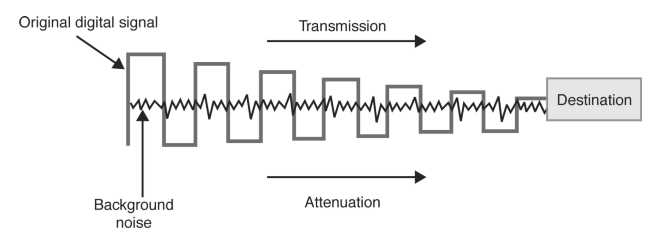 Original digital signal
Transmission
Destination
Background
noise
Attenuation